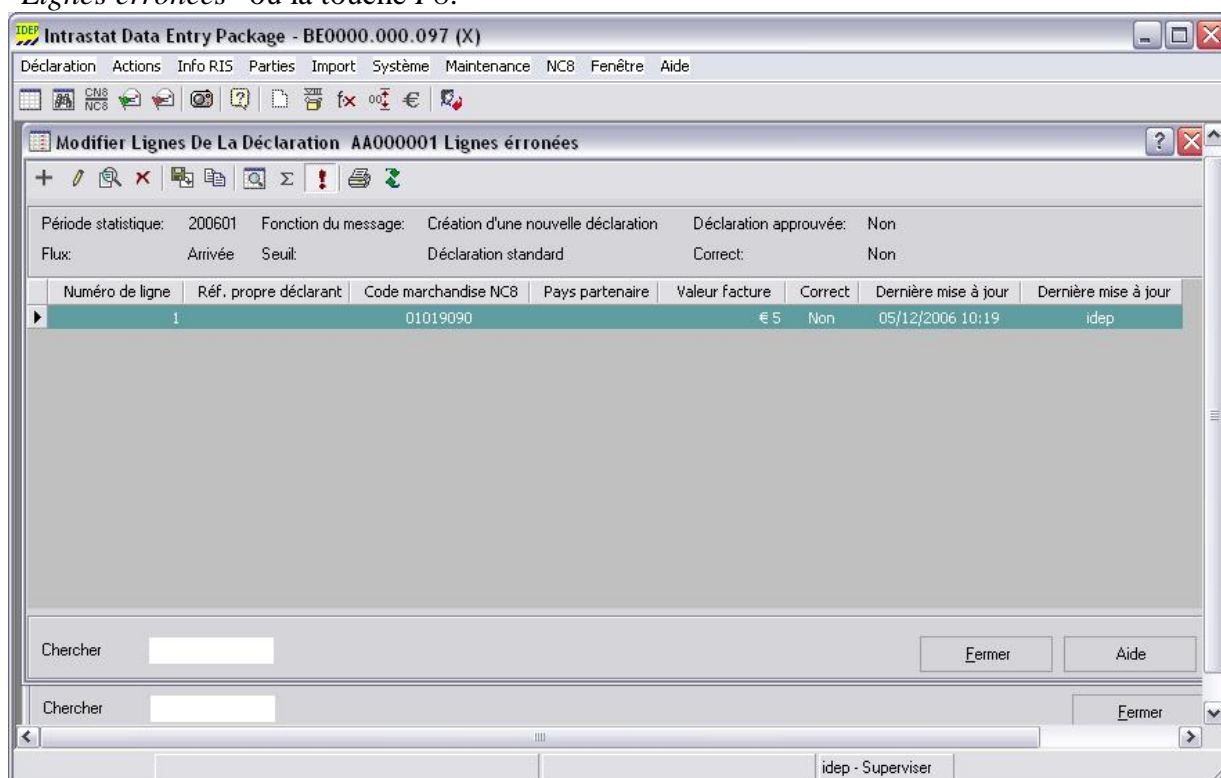 "Lignes erronées" ou la touche F8.
IDEP Intrastat Data Entry Package - BE0000.000.097 (X)
Déclaration Actions Info RIS Parties Import Système Maintenance NC8 Fenêtre Aide
CN8 NC8
Modifier Lignes De La Déclaration AA000001 Lignes érronées
Période statistique: 200601 Fonction du message: Création d'une nouvelle déclaration Déclaration approuvée: Non
Flux: Arrivée Seuil: Déclaration standard Correct: Non
Numéro de ligne Réf. propre déclarant Code marchandise NC8 Pays partenaire Valeur facture Correct Dernière mise à jour Dernière mise à jour
1 01019090 € 5 Non 05/12/2006 10:19 idep
Chercher Fermer Aide
Chercher Fermer
idep - Superviser